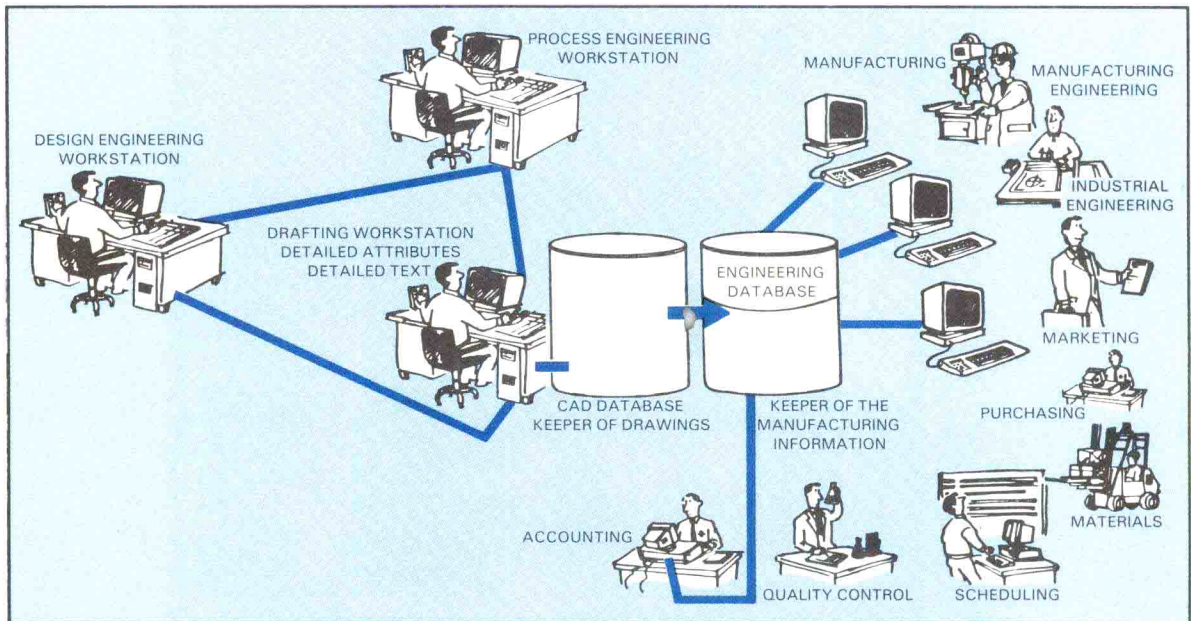 PROCESS ENGINEERING
WORKSTATION
MANUFACTURING
MANUFACTURING
ENGINEERING
DESIGN ENGINEERING
WORKSTATION
INDUSTRIAL
ENGINEERING
DRAFTING WORKSTATION
DETAILED ATTRIBUTES
DETAILED TEXT
ENGINEERING
DATABASE
MARKETING
CAD DATABASE
KEEPER OF DRAWINGS
KEEPER OF THE
MANUFACTURING
INFORMATION
PURCHASING
MATERIALS
ACCOUNTING
QUALITY CONTROL
SCHEDULING